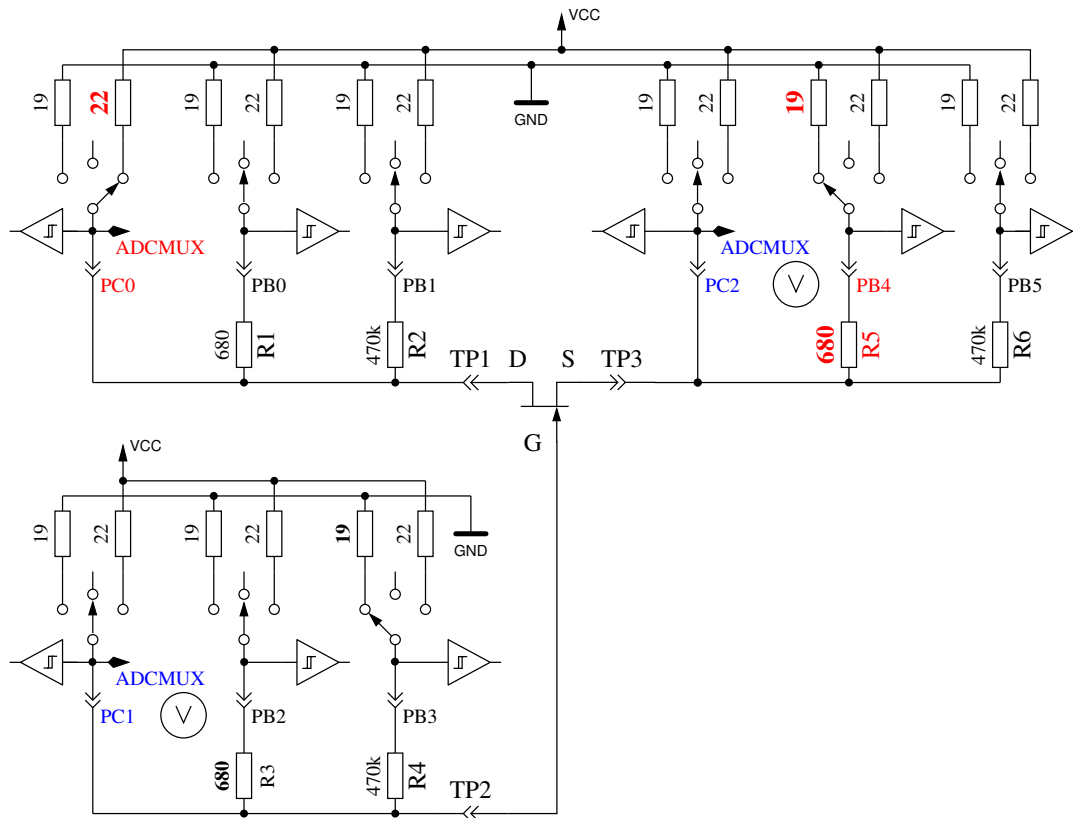 VCC
19
22
19
22
19
22
GND
19
22
19
22
19
22
ADCMUX
PC0
PB0
PB1
ADCMUX
PC2
V
PB4
PB5
680
R1
470k
R2
680
R5
470k
R6
TP1
D
S
TP3
G
VCC
19
22
19
22
19
22
GND
ADCMUX
PC1
V
PB2
PB3
680
R3
470k
R4
TP2